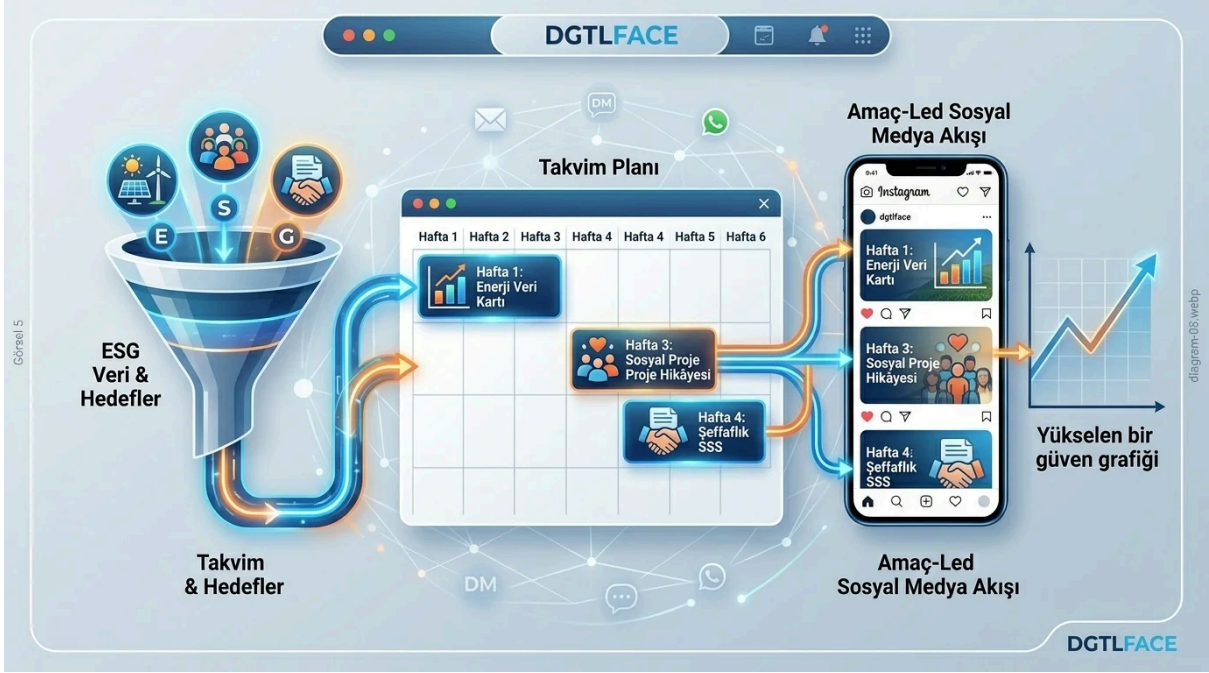 DGTLFACE
DM
Amaç-Led Sosyal
Medya Akışı
Takvim Planı
E
S
G
Hafta 1
Hafta 2
Hafta 3
Hafta 4
Hafta 4
Hafta 5
Hafta 6
Hafta 1:
Enerji Veri
Kartı
Hafta 3:
Sosyal Proje
Proje Hikâyesi
Hafta 4:
Şeffaflık
SSS
ESG
Veri &
Hedefler
Takvim
& Hedefler
9:41
Instagram
dgtlface
Hafta 1:
Enerji Veri
Kartı
Hafta 3:
Sosyal Proje
Hikâyesi
Hafta 4:
Şeffaflık
SSS
Yükselen bir
güven grafiği
Amaç-Led
Sosyal Medya Akışı
DM
Görsel 5
diagram-08.webp
DGTLFACE